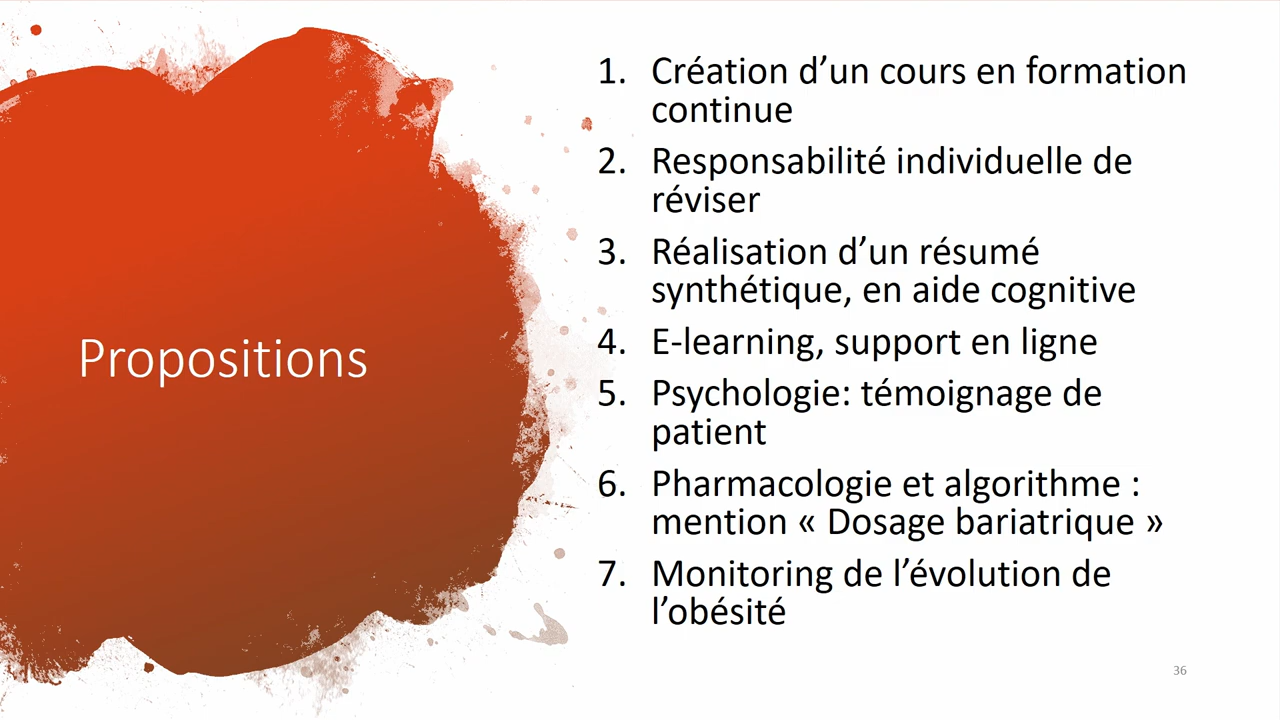 Propositions
1. Création d’un cours en formation
continue
2. Responsabilité individuelle de
réviser
3. Réalisation d’un résumé
synthétique, en aide cognitive
4. E-learning, support en ligne
5. Psychologie: témoignage de
patient
6. Pharmacologie et algorithme :
mention « Dosage bariatrique »
7. Monitoring de l’évolution de
l’obésité
36